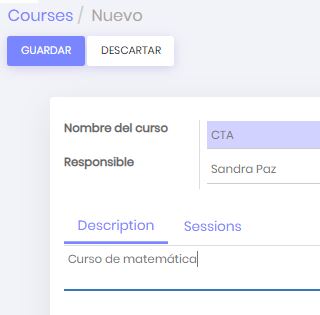 Courses / Nuevo
GUARDAR DESCARTAR
Nombre del curso CTA
Responsible Sandra Paz
Description Sessions
Curso de matemática